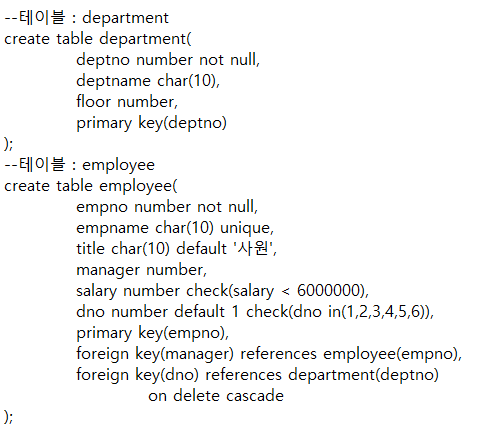 --테이블 : department
create table department(
deptno number not null,
deptname char(10),
floor number,
primary key(deptno)
);
--테이블 : employee
create table employee(
empno number not null,
empname char(10) unique,
title char(10) default '사원',
manager number,
salary number check(salary < 6000000),
dno number default 1 check(dno in(1,2,3,4,5,6)),
primary key(empno),
foreign key(manager) references employee(empno),
foreign key(dno) references department(deptno)
on delete cascade
);